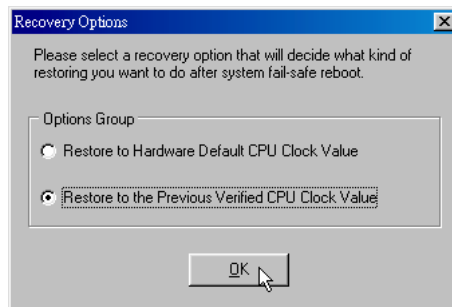 Recovery Options
Please select a recovery option that will decide what kind of
restoring you want to do after system fail-safe reboot.
Options Group
Restore to Hardware Default CPU Clock Value
Restore to the Previous Verified CPU Clock Value
OK